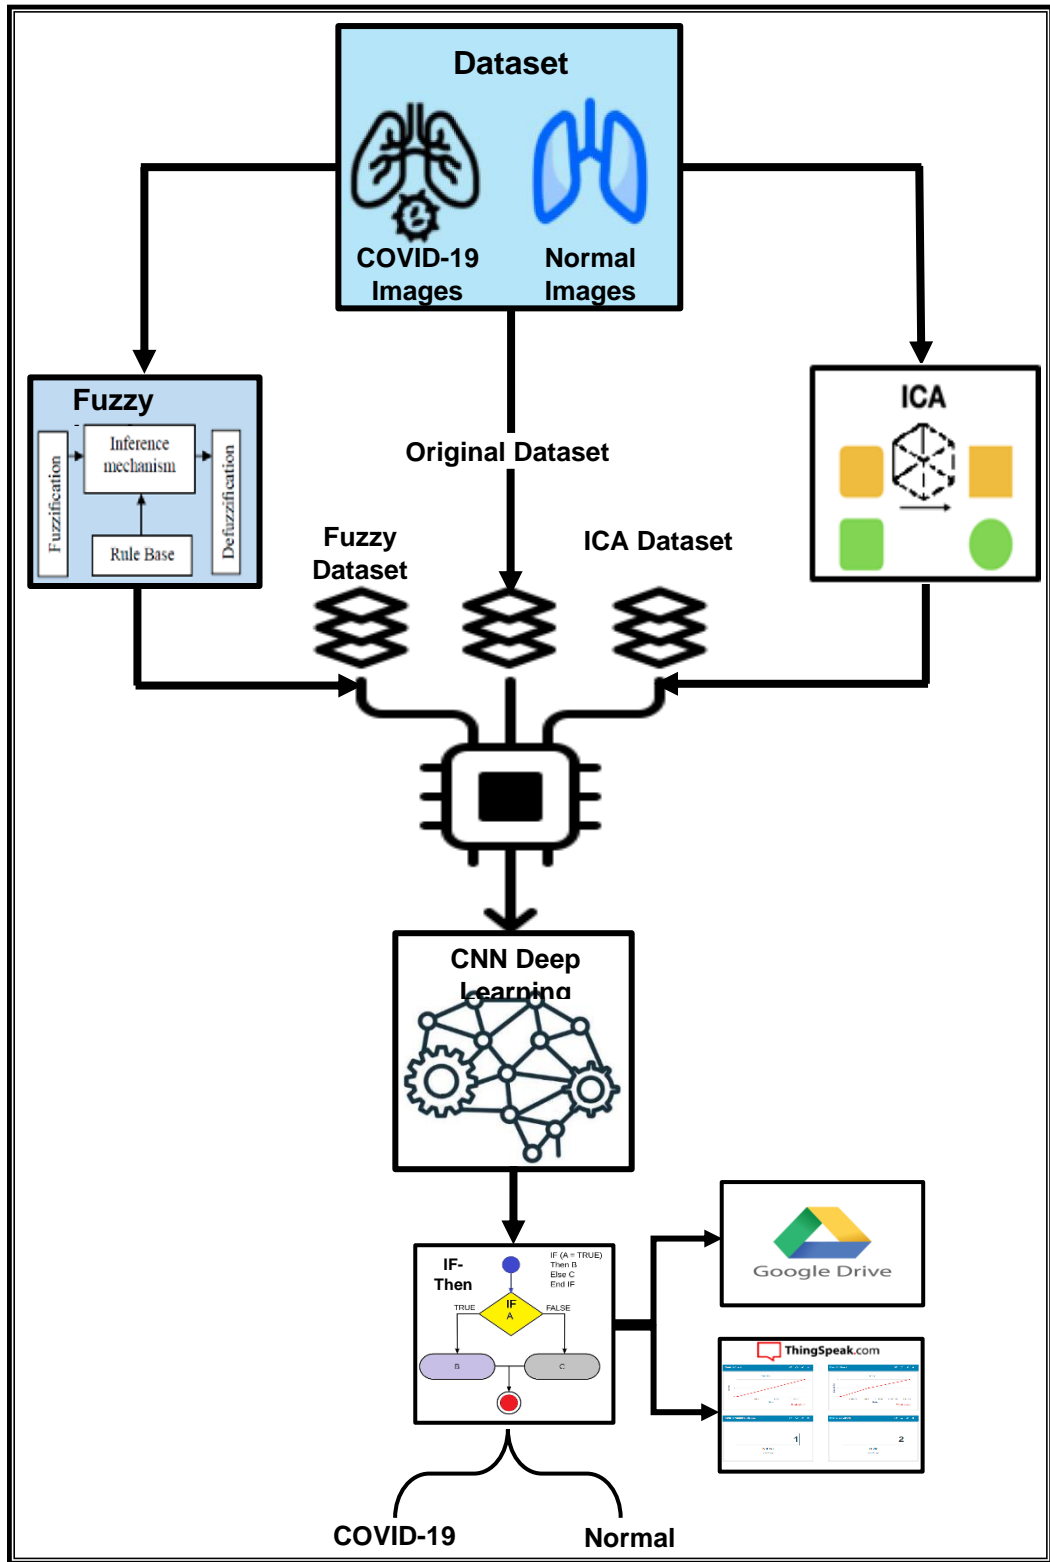 Dataset
COVID-19
Images
Normal
Images
Fuzzy
Fuzzification
Inference
mechanism
Defuzzification
Rule Base
Original Dataset
ICA
Fuzzy
Dataset
ICA Dataset
CNN Deep
Learning
IF-
Then
IF (A = TRUE)
Then B
Else C
End IF
TRUE
IF
A
FALSE
B
C
Google Drive
ThingSpeak.com
1
2
COVID-19
Normal